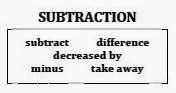 SUBTRACTION
subtract difference
decreased by
minus take away